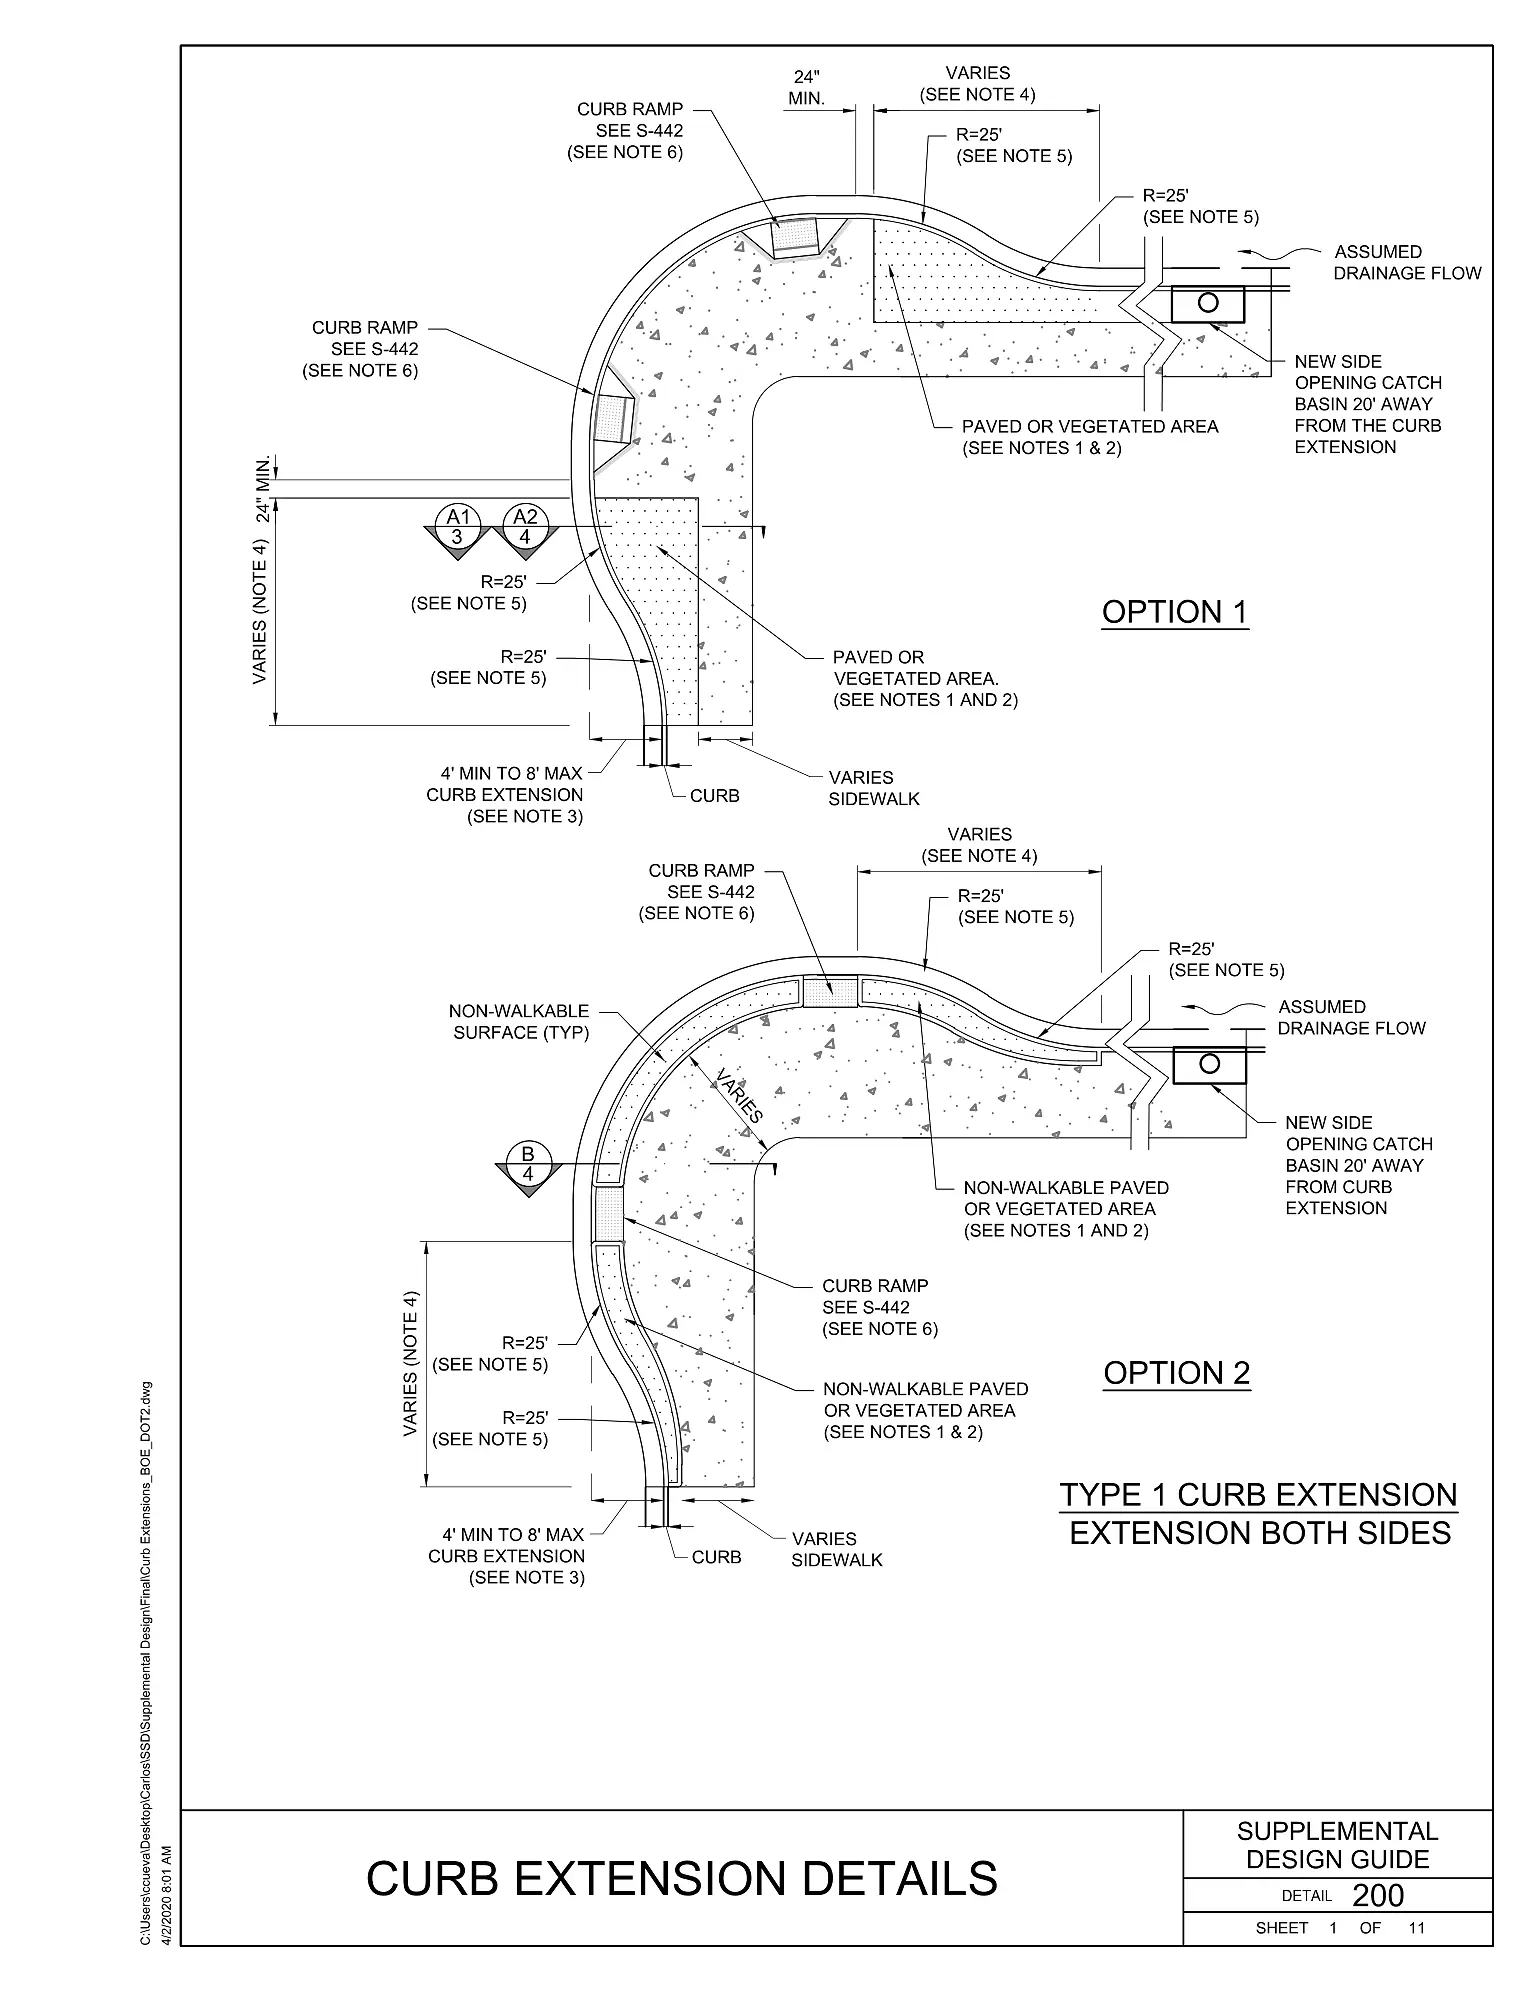 24"
MIN.
VARIES
(SEE NOTE 4)
CURB RAMP
SEE S-442
(SEE NOTE 6)
R=25'
(SEE NOTE 5)
R=25'
(SEE NOTE 5)
ASSUMED
DRAINAGE FLOW
CURB RAMP
SEE S-442
(SEE NOTE 6)
NEW SIDE
OPENING CATCH
BASIN 20' AWAY
FROM THE CURB
EXTENSION
PAVED OR VEGETATED AREA
(SEE NOTES 1 & 2)
24" MIN.
VARIES (NOTE 4)
A1
3
A2
4
R=25'
(SEE NOTE 5)
R=25'
(SEE NOTE 5)
OPTION 1
PAVED OR
VEGETATED AREA.
(SEE NOTES 1 AND 2)
4' MIN TO 8' MAX
CURB EXTENSION
(SEE NOTE 3)
CURB
VARIES
SIDEWALK
VARIES
(SEE NOTE 4)
CURB RAMP
SEE S-442
(SEE NOTE 6)
R=25'
(SEE NOTE 5)
R=25'
(SEE NOTE 5)
NON-WALKABLE
SURFACE (TYP)
ASSUMED
DRAINAGE FLOW
VARIES
NEW SIDE
OPENING CATCH
BASIN 20' AWAY
FROM CURB
EXTENSION
B
4
NON-WALKABLE PAVED
OR VEGETATED AREA
(SEE NOTES 1 AND 2)
CURB RAMP
SEE S-442
(SEE NOTE 6)
VARIES (NOTE 4)
R=25'
(SEE NOTE 5)
R=25'
(SEE NOTE 5)
OPTION 2
NON-WALKABLE PAVED
OR VEGETATED AREA
(SEE NOTES 1 & 2)
4' MIN TO 8' MAX
CURB EXTENSION
(SEE NOTE 3)
CURB
VARIES
SIDEWALK
TYPE 1 CURB EXTENSION
EXTENSION BOTH SIDES
C:\Users\ccueva\Desktop\Carlos\SSD\Supplemental Design\Final\Curb Extensions_BOE_DOT2.dwg
4/2/2020 8:01 AM
CURB EXTENSION DETAILS
SUPPLEMENTAL
DESIGN GUIDE
DETAIL 200
SHEET 1 OF 11